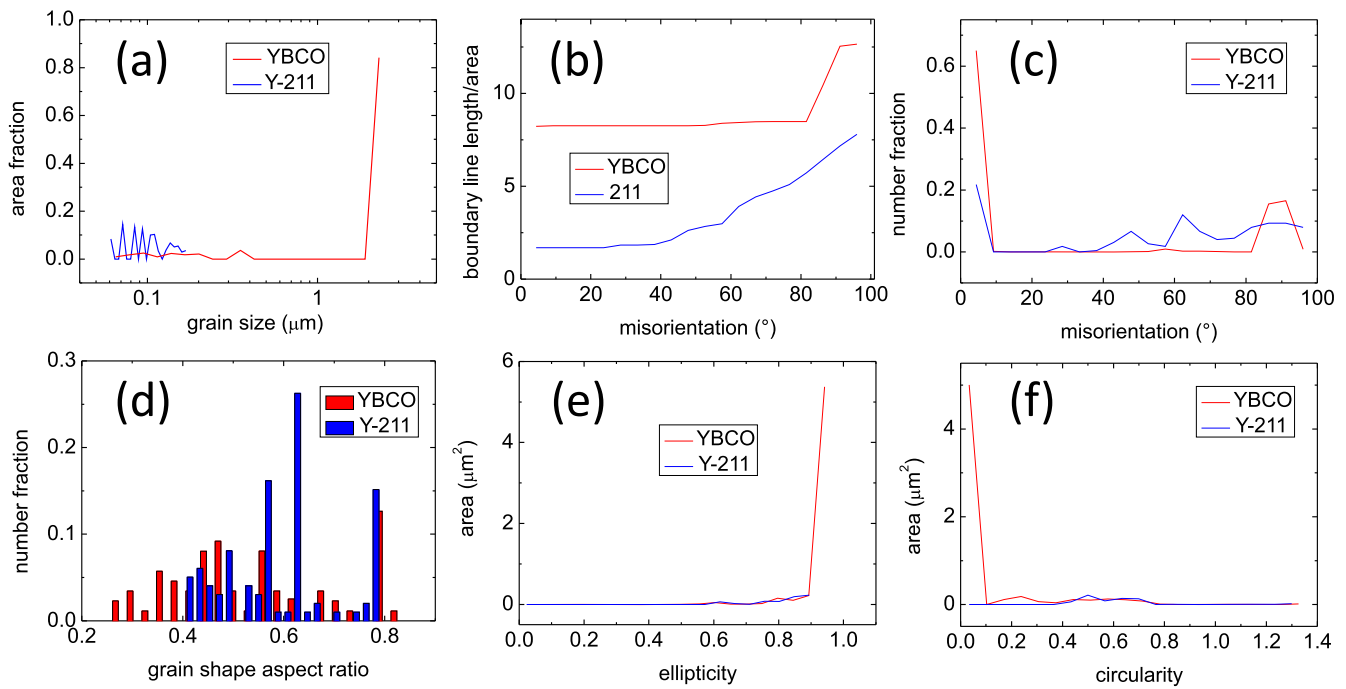 (a)
YBCO
Y-211
area fraction
1.0
0.8
0.6
0.4
0.2
0.0
0.1
1
grain size (μm)
(b)
YBCO
211
boundary line length/area
10
5
0
0
20
40
60
80
100
misorientation (°)
(c)
YBCO
Y-211
number fraction
0.6
0.4
0.2
0.0
0
20
40
60
80
100
misorientation (°)
(d)
YBCO
Y-211
number fraction
0.3
0.2
0.1
0.0
0.2
0.4
0.6
0.8
grain shape aspect ratio
(e)
YBCO
Y-211
area (μm²)
6
4
2
0
0.0
0.2
0.4
0.6
0.8
1.0
ellipticity
(f)
YBCO
Y-211
area (μm²)
4
2
0
0.0
0.2
0.4
0.6
0.8
1.0
1.2
1.4
circularity